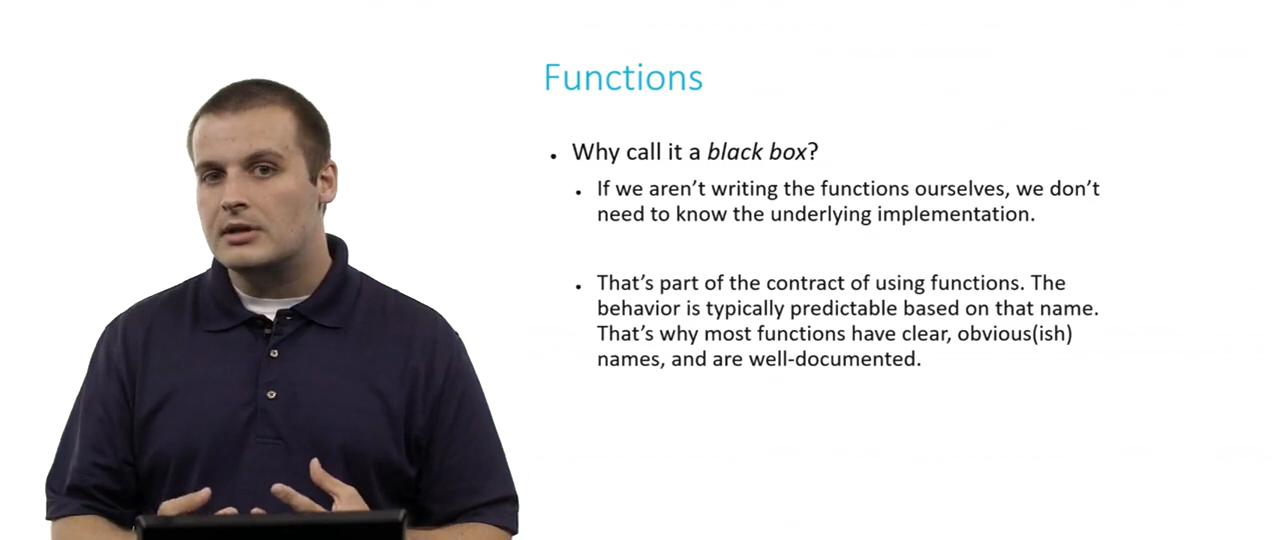 Functions
• Why call it a black box?
• If we aren't writing the functions ourselves, we don't
need to know the underlying implementation.
• That's part of the contract of using functions. The
behavior is typically predictable based on that name.
That's why most functions have clear, obvious(ish)
names, and are well-documented.